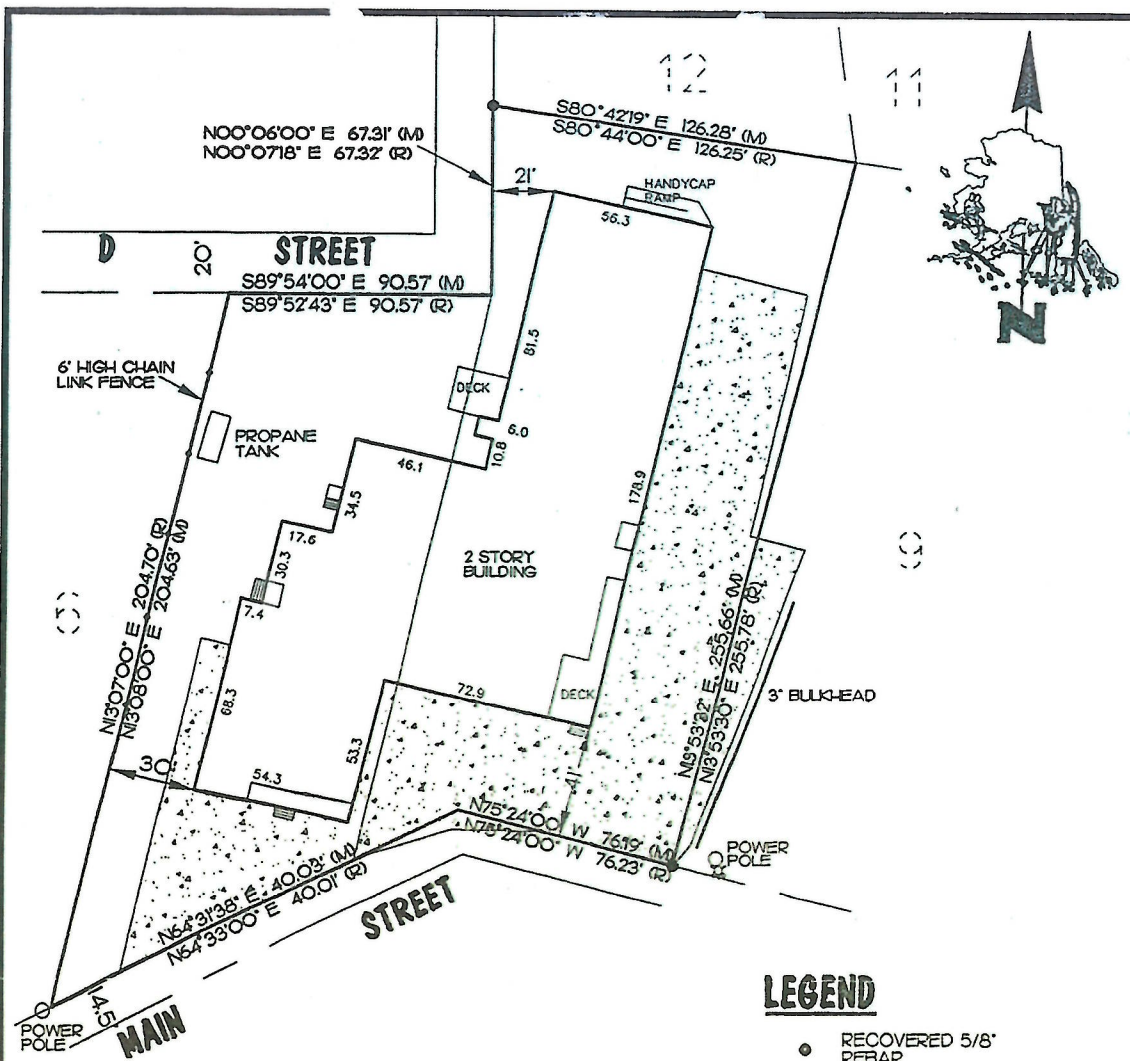 12
11
S80°42'19" E 126.28' (M)
S80°44'00" E 126.25' (R)
N00°06'00" E 67.31' (M)
N00°07'18" E 67.32' (R)
21'
HANDYCAP
RAMP
56.3
D STREET
20'
S89°54'00" E 90.57' (M)
S89°52'43" E 90.57' (R)
N
6' HIGH CHAIN
LINK FENCE
81.5
DECK
6.0
10.8
PROPANE
TANK
46.1
34.5
178.9
17.6
30.3
2 STORY
BUILDING
9
7.4
N13°07'00" E 204.70' (R)
N13°08'00" E 204.63' (M)
68.3
72.9
DECK
N13°53'22" E 255.66' (M)
N13°53'30" E 255.78' (R)
3" BULKHEAD
53.3
30'
54.3
41'
N75°24'00" W 76.19' (M)
N75°24'00" W 76.23' (R)
POWER
POLE
N64°31'38" E 40.03' (M)
N64°33'00" E 40.01' (R)
14.5'
POWER
POLE
MAIN STREET
LEGEND
RECOVERED 5/8"
REBAR